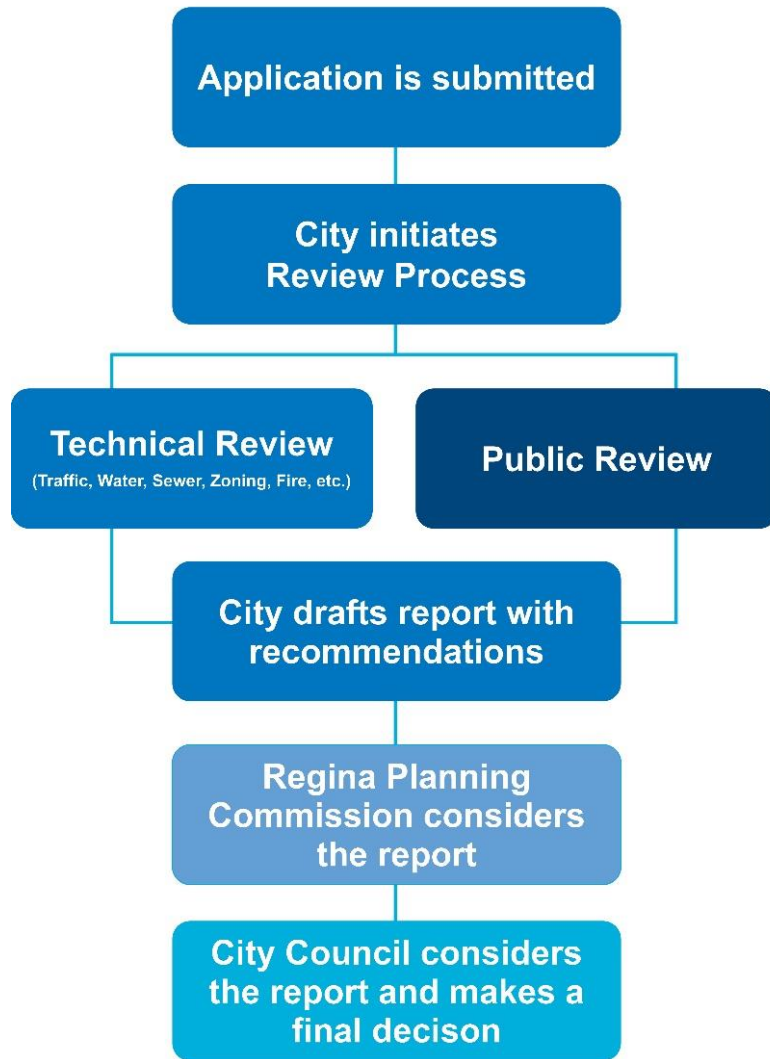 Application is submitted
City initiates
Review Process
Technical Review
(Traffic, Water, Sewer, Zoning, Fire, etc.)
Public Review
City drafts report with
recommendations
Regina Planning
Commission considers
the report
City Council considers
the report and makes a
final decison